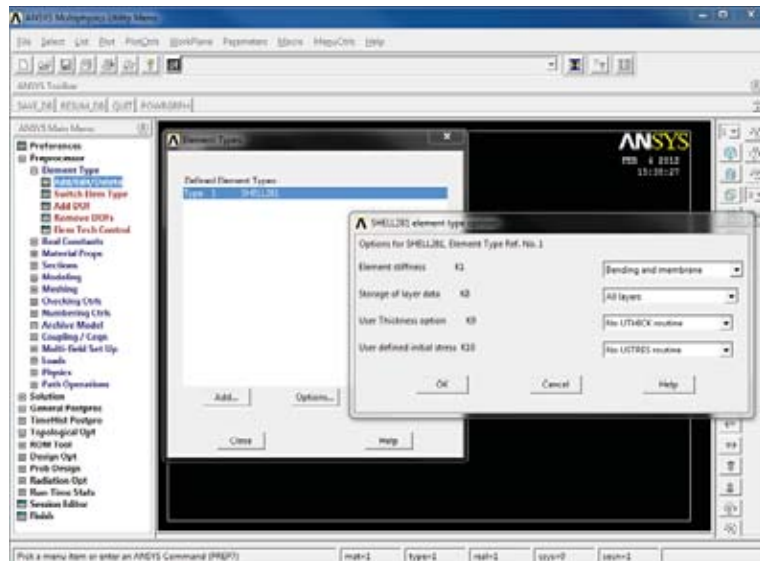 ANSYS Multiphysics Utility Menu
File Select List Plot PlotCtrls WorkPlane Parameters Macro MenuCtrls Help
ANSYS Toolbar
SAVE_DB RESUM_DB QUIT POWRGRPH
ANSYS Main Menu
Preferences
Preprocessor
Element Type
Add/Edit/Delete
Switch Elem Type
Add DOF
Remove DOFs
Elem Tech Control
Real Constants
Material Props
Sections
Modeling
Meshing
Checking Ctrls
Numbering Ctrls
Archive Model
Coupling / Ceqn
Multi-field Set Up
Loads
Physics
Path Operations
Solution
General Postproc
TimeHist Postpro
Topological Opt
ROM Tool
Design Opt
Prob Design
Radiation Opt
Run-Time Stats
Session Editor
Finish
Element Types
Defined Element Types:
Type 1 SHELL281
Add... Options...
Close Help
ANSYS
FEB 6 2012
15:38:27
SHELL281 element type options
Options for SHELL281, Element Type Ref. No. 1
Element stiffness K1 Bending and membrane
Storage of layer data K8 All layers
User Thickness option K9 No UTHICK routine
User defined initial stress K10 No USTRES routine
OK Cancel Help
Pick a menu item or enter an ANSYS Command (PREP7) mat=1 type=1 real=1 csys=0 secn=1